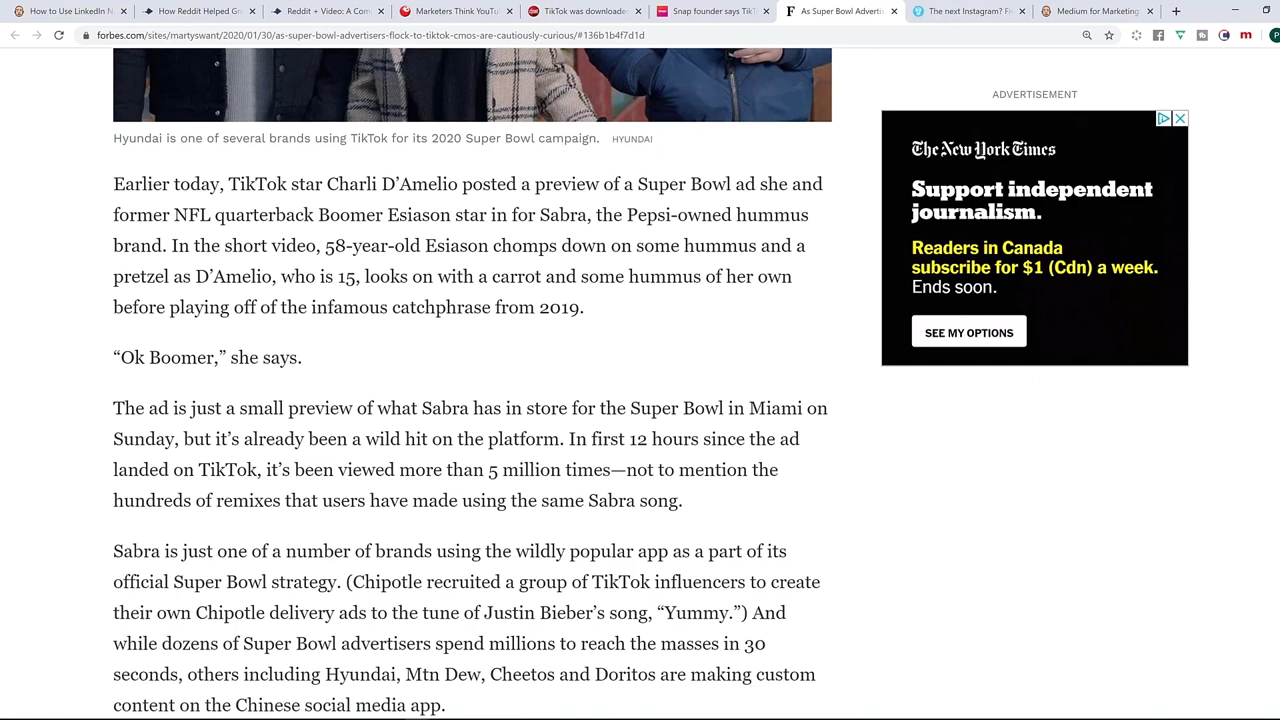 How to Use LinkedIn N
How Reddit Helped Gr
Reddit + Video: A Com
Marketers Think YouTu
TikTok was downloade
Snap founder says TikT
As Super Bowl Adverti
The next Instagram? Fe
Medium for Marketing
forbes.com/sites/martyswant/2020/01/30/as-super-bowl-advertisers-flock-to-tiktok-cmos-are-cautiously-curious/#136b1b4f7d1d
Hyundai is one of several brands using TikTok for its 2020 Super Bowl campaign. HYUNDAI
Earlier today, TikTok star Charli D’Amelio posted a preview of a Super Bowl ad she and
former NFL quarterback Boomer Esiason star in for Sabra, the Pepsi-owned hummus
brand. In the short video, 58-year-old Esiason chomps down on some hummus and a
pretzel as D’Amelio, who is 15, looks on with a carrot and some hummus of her own
before playing off of the infamous catchphrase from 2019.
“Ok Boomer,” she says.
The ad is just a small preview of what Sabra has in store for the Super Bowl in Miami on
Sunday, but it’s already been a wild hit on the platform. In first 12 hours since the ad
landed on TikTok, it’s been viewed more than 5 million times—not to mention the
hundreds of remixes that users have made using the same Sabra song.
Sabra is just one of a number of brands using the wildly popular app as a part of its
official Super Bowl strategy. (Chipotle recruited a group of TikTok influencers to create
their own Chipotle delivery ads to the tune of Justin Bieber’s song, “Yummy.”) And
while dozens of Super Bowl advertisers spend millions to reach the masses in 30
seconds, others including Hyundai, Mtn Dew, Cheetos and Doritos are making custom
content on the Chinese social media app.
ADVERTISEMENT
The New York Times
Support independent
journalism.
Readers in Canada
subscribe for $1 (Cdn) a week.
Ends soon.
SEE MY OPTIONS